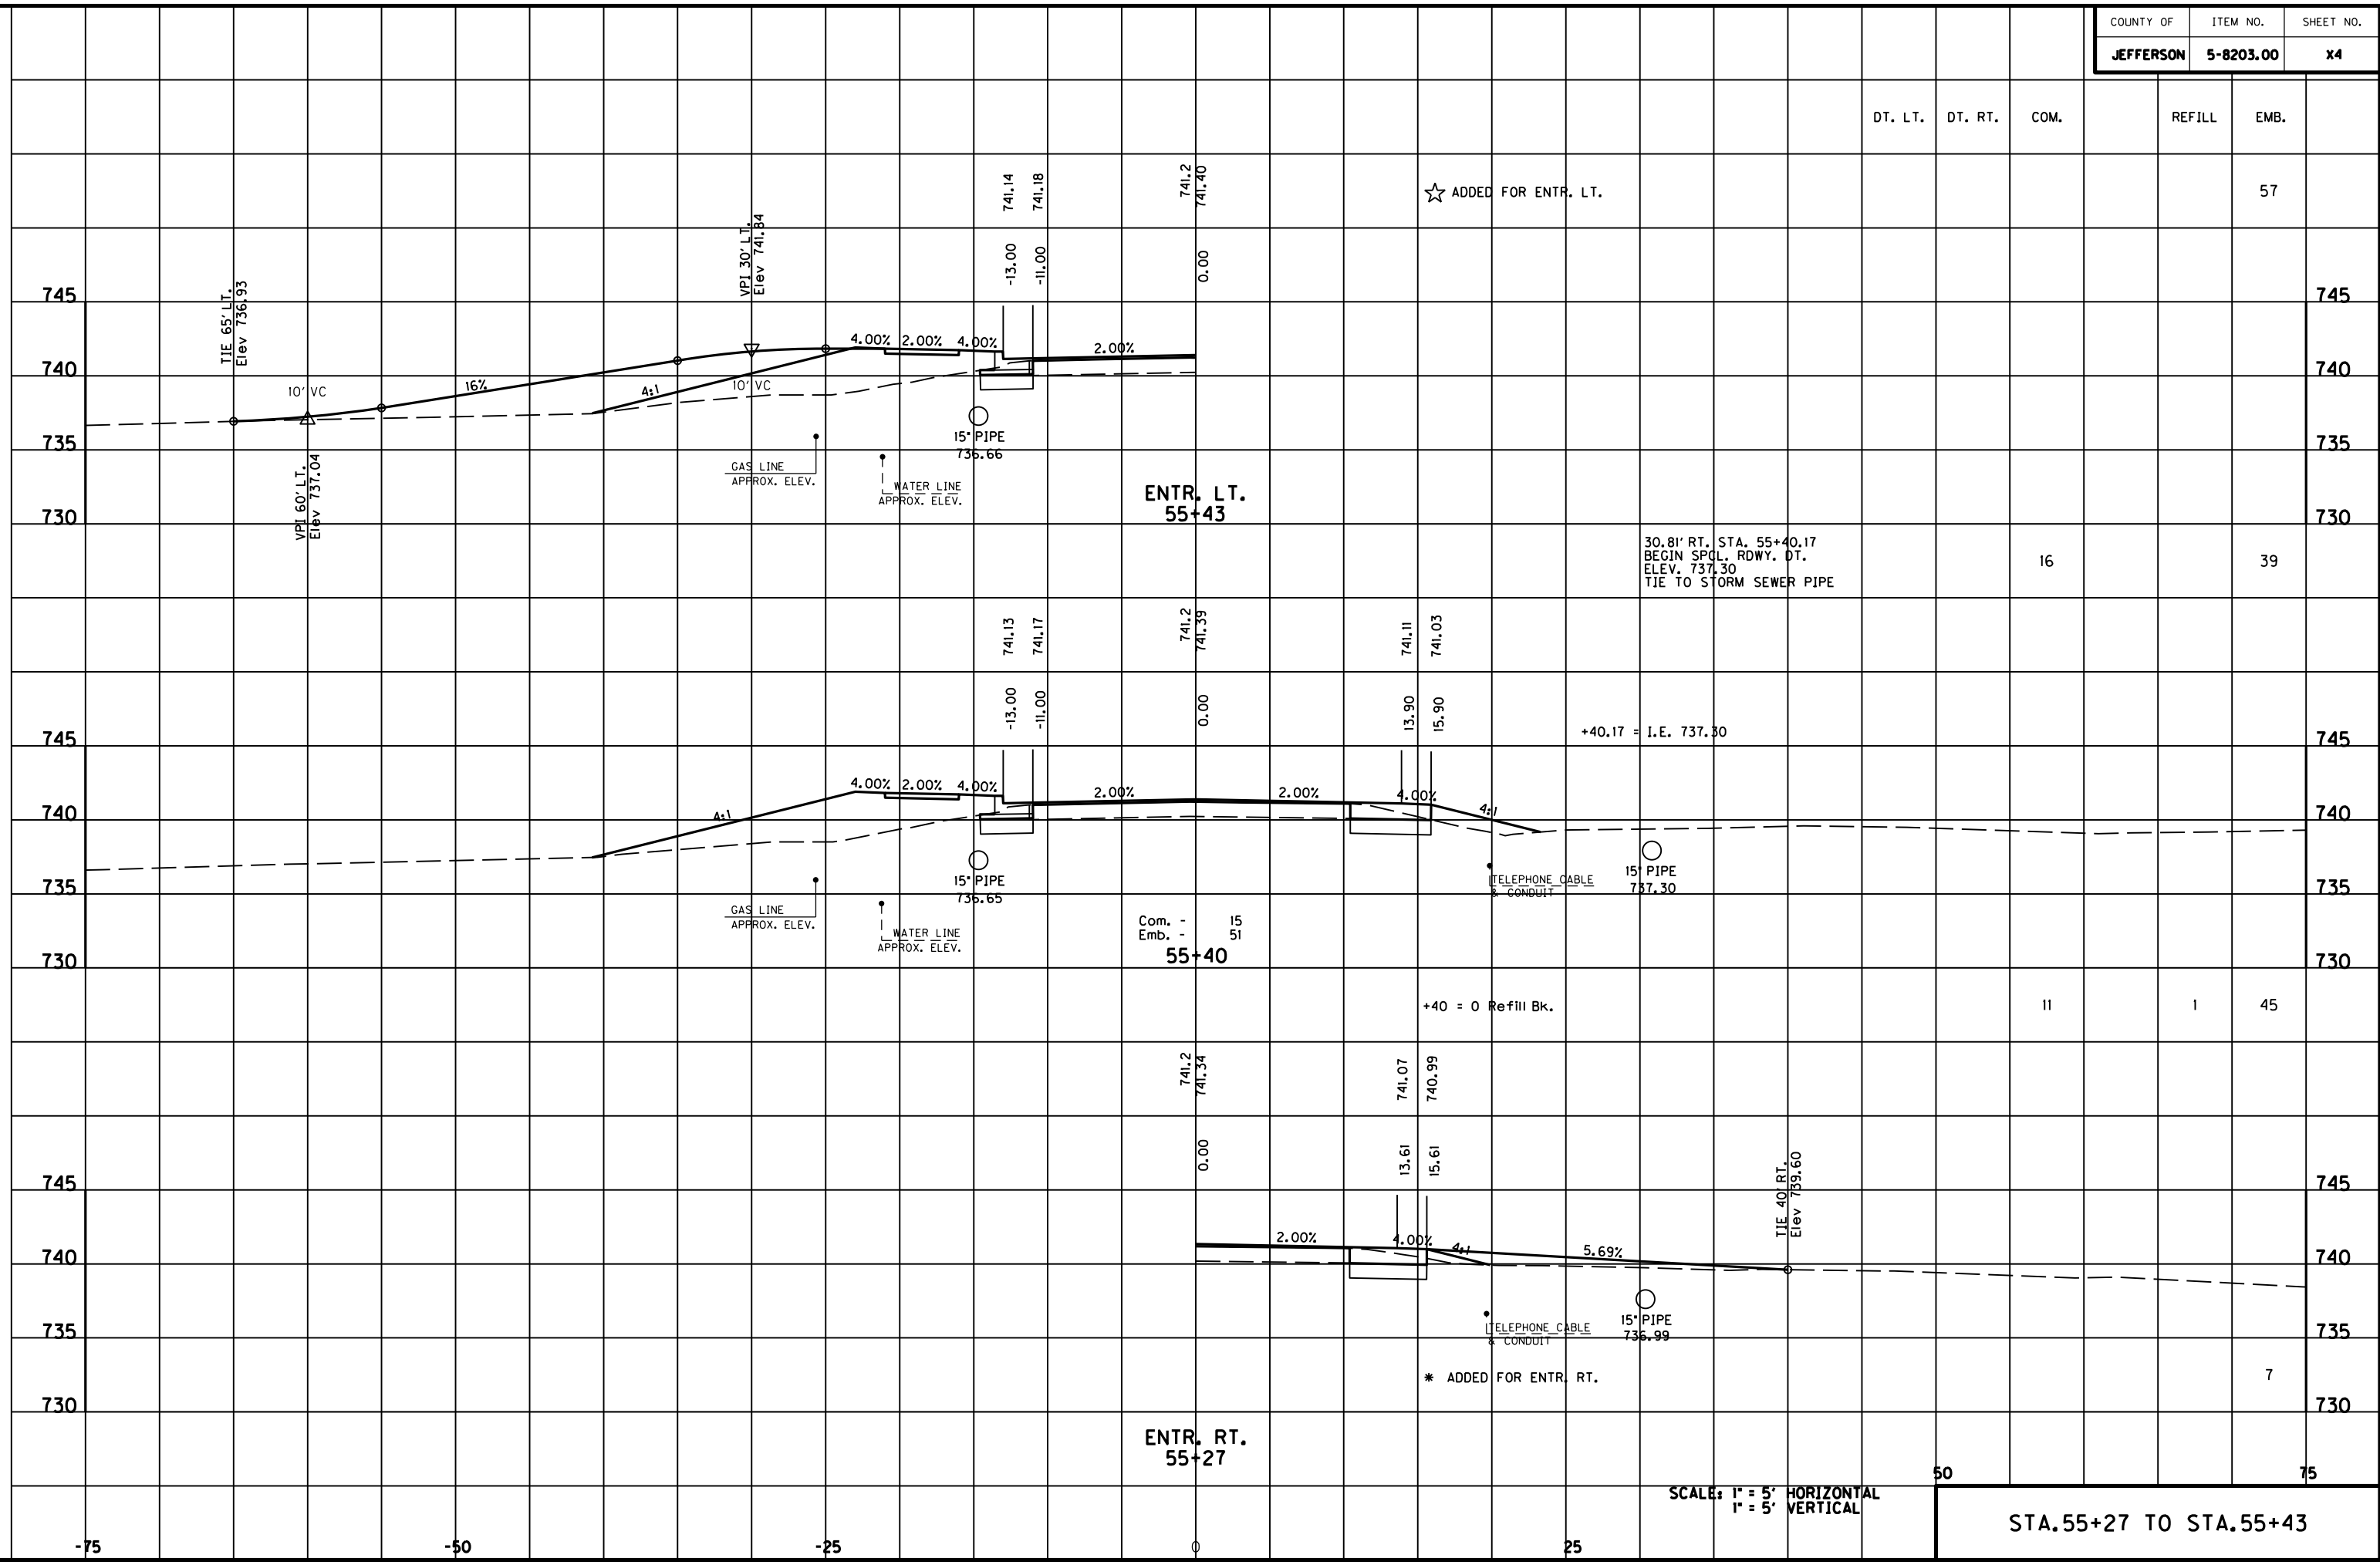 COUNTY OF ITEM NO. SHEET NO.
JEFFERSON 5-8203.00 X4
DT. LT. DT. RT. COM. REFILL EMB.
741.14 741.18 741.2 741.40
☆ ADDED FOR ENTR. LT. 57
-13.00 -11.00 0.00
TIE 65' LT.
Elev 736.93
VPI 30' LT.
Elev 741.84
745 745
4.00% 2.00% 4.00% 2.00%
740 740
10' VC 16% 4:1 10' VC
15" PIPE
736.66
735 735
VPI 60' LT.
Elev 737.04
GAS LINE
APPROX. ELEV.
WATER LINE
APPROX. ELEV.
ENTR. LT.
55+43
730 730
30.81' RT. STA. 55+40.17
BEGIN SPCL. RDWY. DT.
ELEV. 737.30
TIE TO STORM SEWER PIPE
16 39
741.13 741.17 741.2 741.39 741.11 741.03
-13.00 -11.00 0.00 13.90 15.90
+40.17 = I.E. 737.30
745 745
4.00% 2.00% 4.00% 2.00% 2.00% 4.00% 4:1
4:1
740 740
15" PIPE
736.65
TELEPHONE CABLE
& CONDUIT
15" PIPE
737.30
735 735
GAS LINE
APPROX. ELEV.
WATER LINE
APPROX. ELEV.
Com. - 15
Emb. - 51
55+40
730 730
+40 = 0 Refill Bk. 11 1 45
741.2 741.34 741.07 740.99
0.00 13.61 15.61
TIE 40' RT.
Elev 739.60
745 745
2.00% 4.00% 4:1 5.69%
740 740
TELEPHONE CABLE
& CONDUIT
15" PIPE
736.99
735 735
* ADDED FOR ENTR. RT. 7
730 730
ENTR. RT.
55+27
50 75
SCALE: 1" = 5' HORIZONTAL
1" = 5' VERTICAL
STA.55+27 TO STA.55+43
-75 -50 -25 0 25